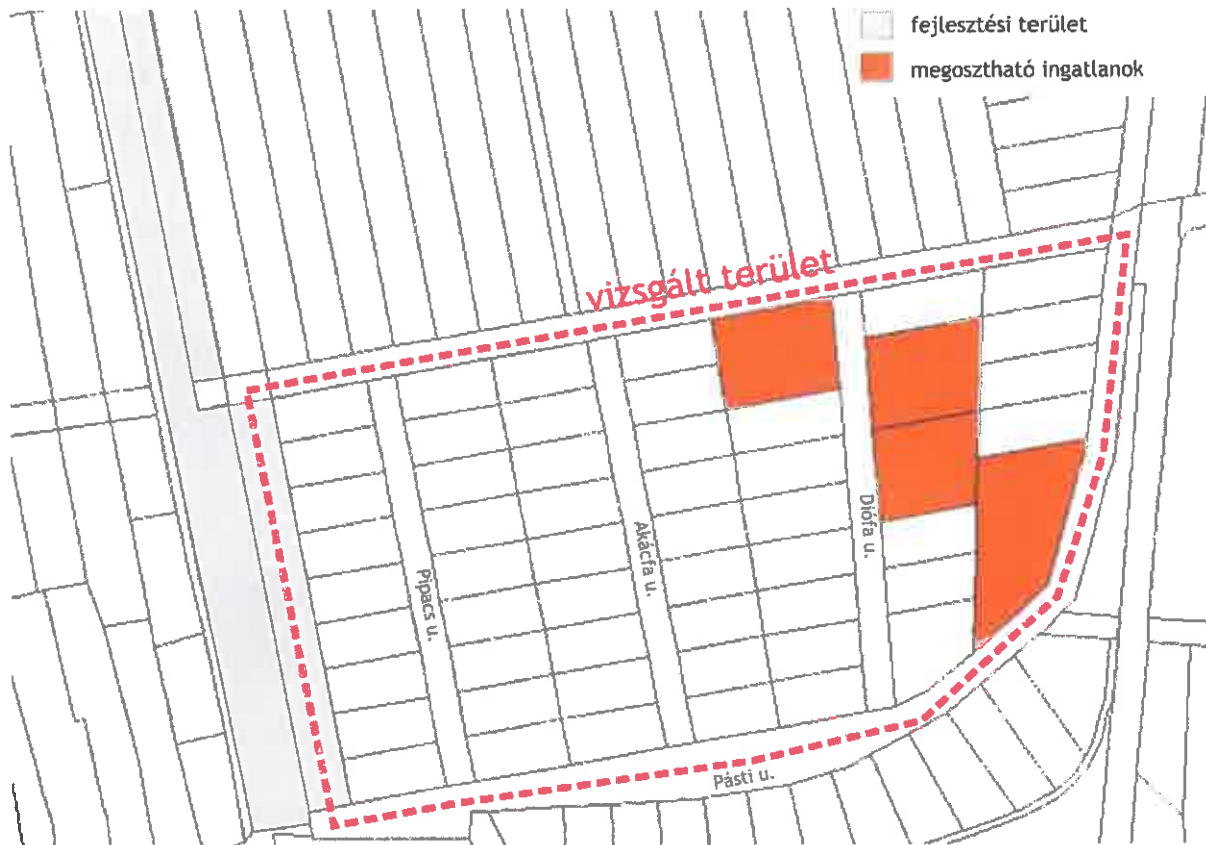 fejlesztési terület
megosztható ingatlanok
vizsgált terület
Pipacs u.
Akácfa u.
Diófa u.
Pásti u.